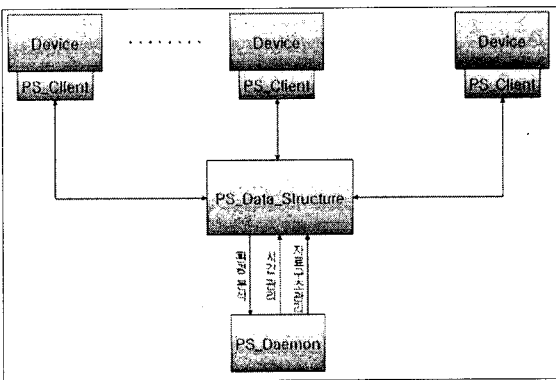 Device
Device
Device
PS_Client
PS_Client
PS_Client
PS_Data_Structure
PS_Daemon